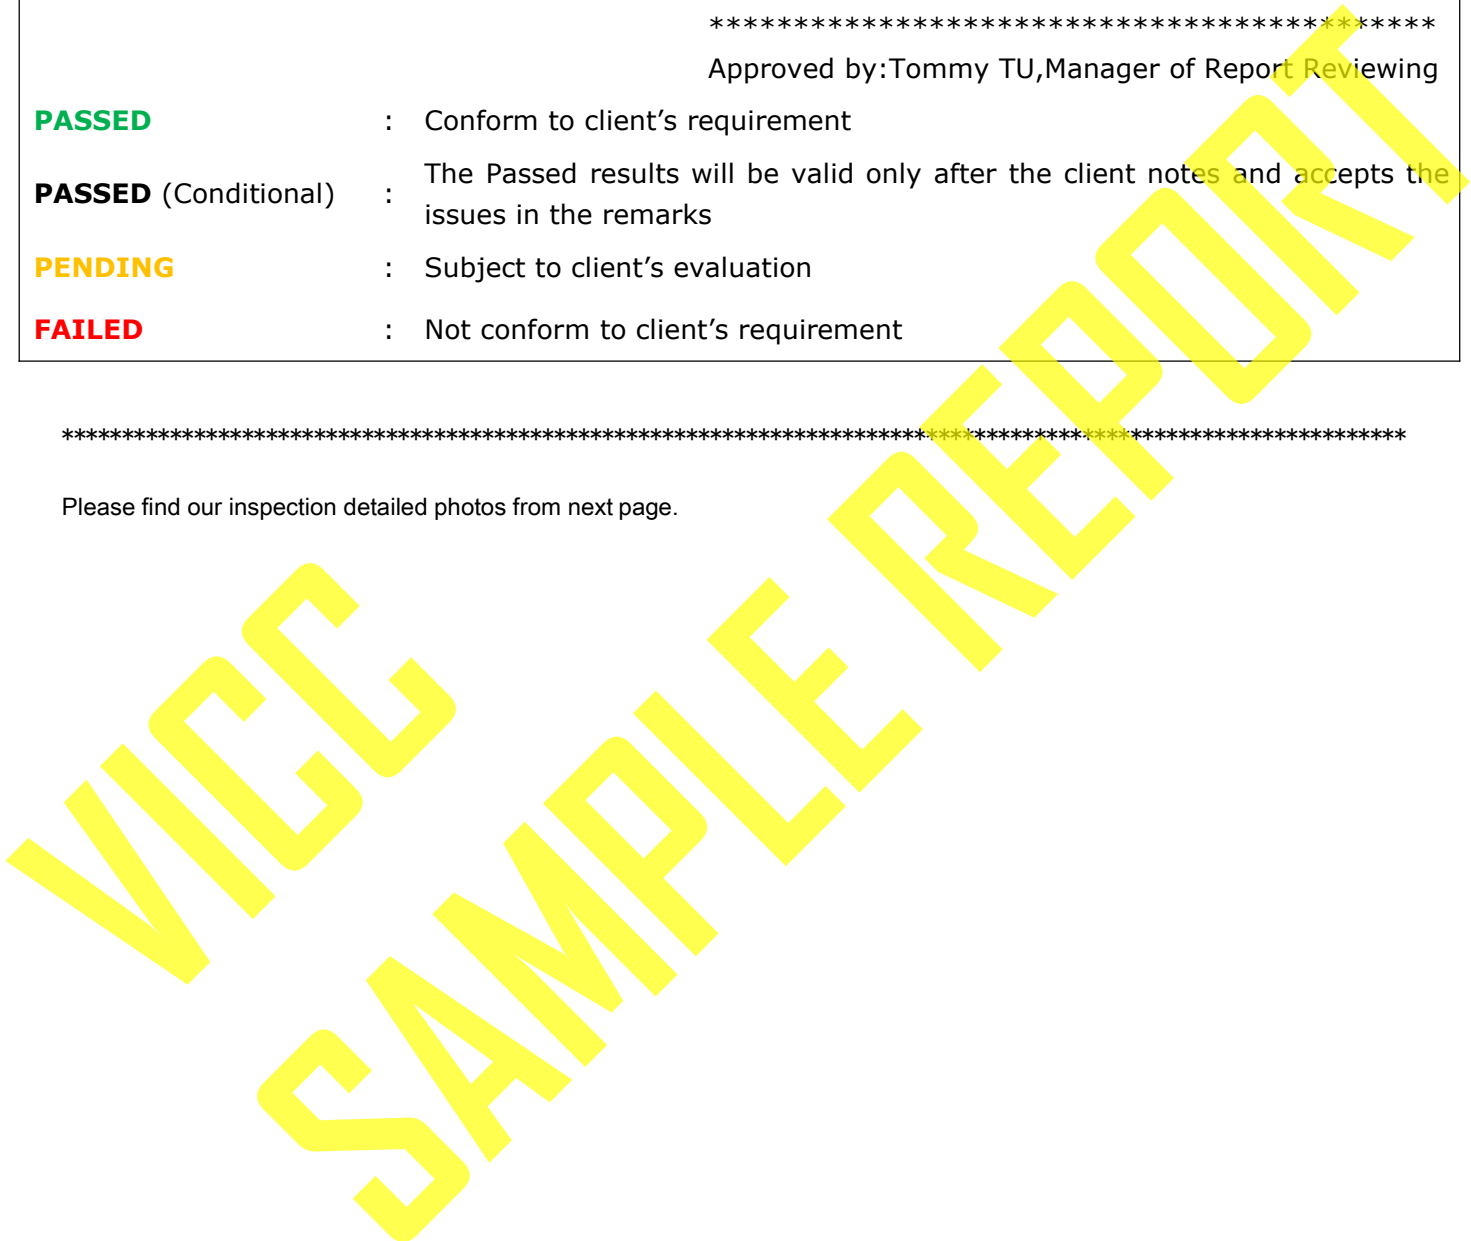 *******************************************
Approved by:Tommy TU,Manager of Report Reviewing
PASSED : Conform to client’s requirement
PASSED (Conditional) : The Passed results will be valid only after the client notes and accepts the
issues in the remarks
PENDING : Subject to client’s evaluation
FAILED : Not conform to client’s requirement
****************************************************************************************************************
Please find our inspection detailed photos from next page.
VICC
SAMPLE REPORT